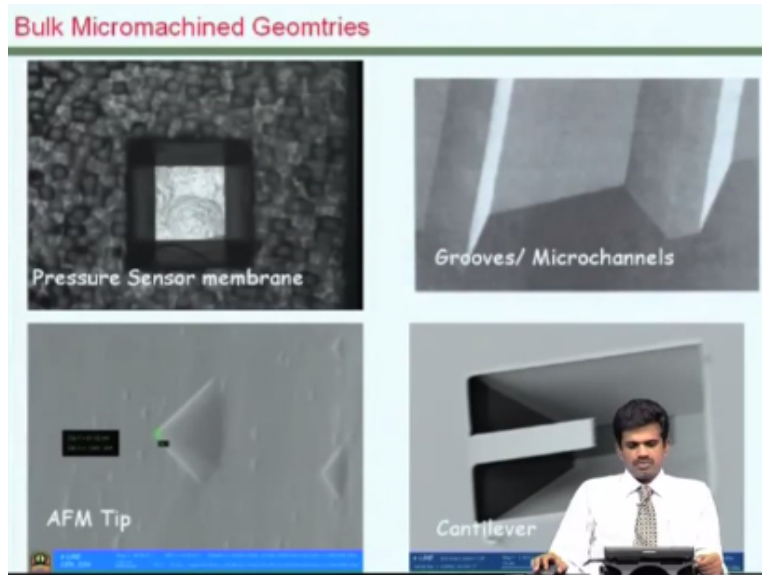 Bulk Micromachined Geomtries
Pressure Sensor membrane
Grooves/ Microchannels
AFM Tip
Cantilever